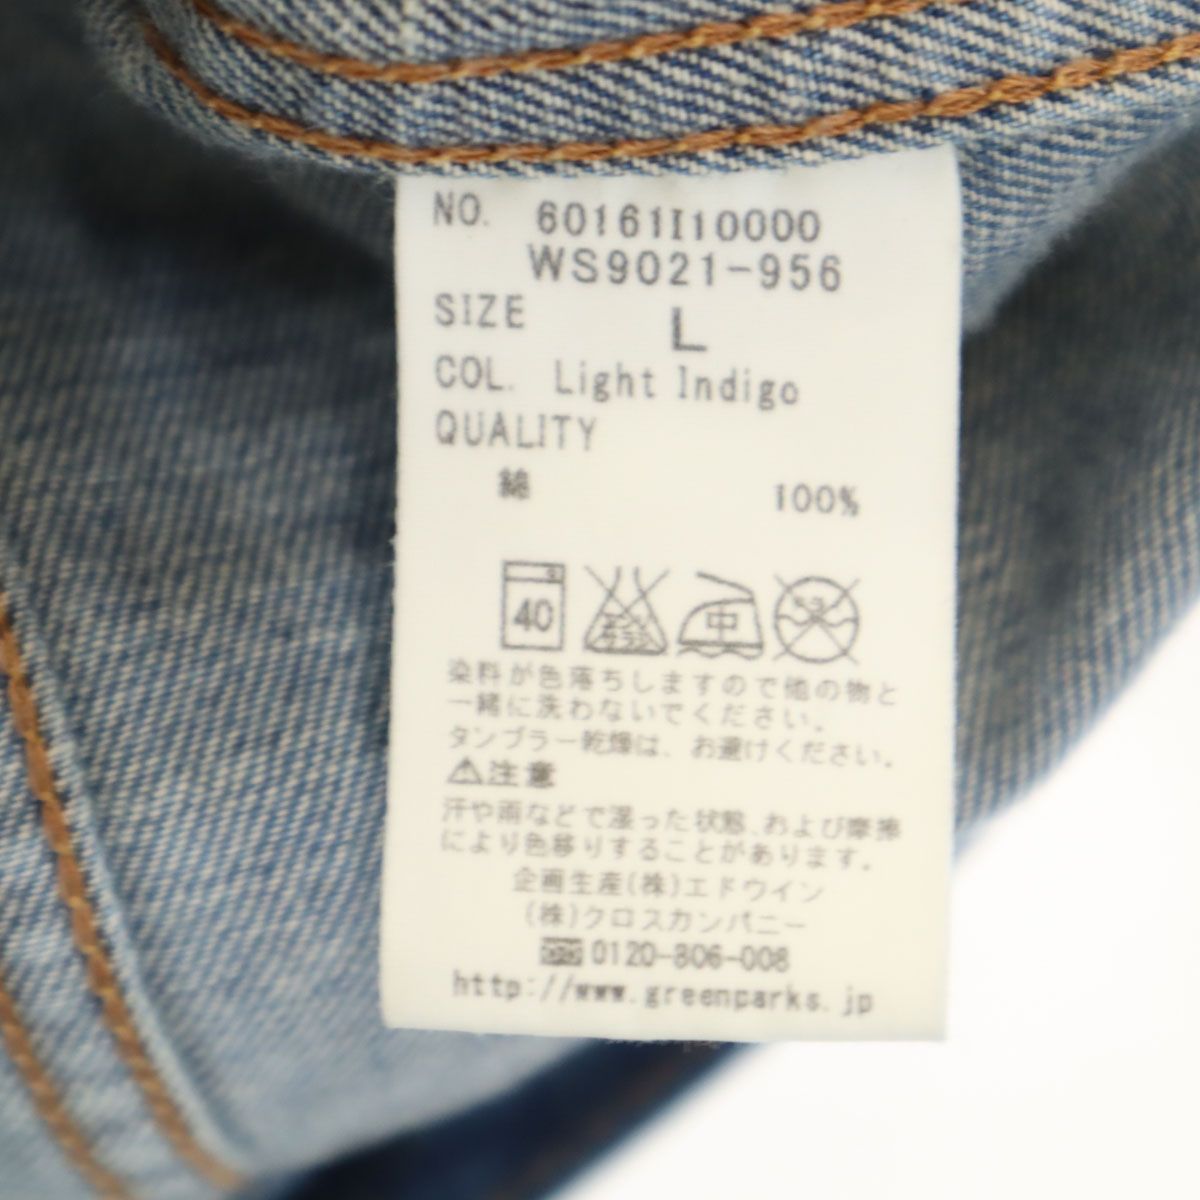 NO. 60161I10000
WS9021-956
SIZE L
COL. Light Indigo
QUALITY
綿 100%
40 エンソサラシ 中
染料が色落ちしますので他の物と
一緒に洗わないでください。
タンブラー乾燥は、お避けください。
⚠注意
汗や雨などで湿った状態、および摩擦
により色移りすることがあります。
企画生産(株)エドウイン
(株)クロスカンパニー
0120-806-008
http://www.greenparks.jp